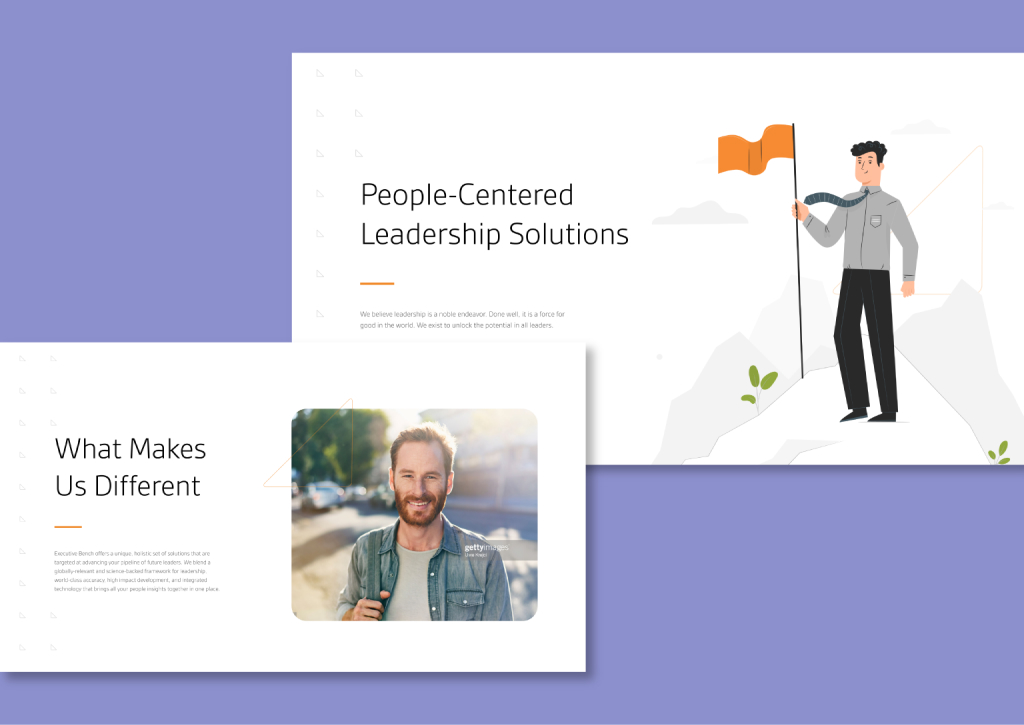 People-Centered
Leadership Solutions
We believe leadership is a noble endeavor. Done well, it is a force for
good in the world. We exist to unlock the potential in all leaders.
What Makes
Us Different
Executive Bench offers a unique, holistic set of solutions that are
targeted at advancing your pipeline of future leaders. We blend a
globally-relevant and science-backed framework for leadership,
world class accuracy, high impact development, and integrated
technology that brings all your people insights together in one place.
gettyimages